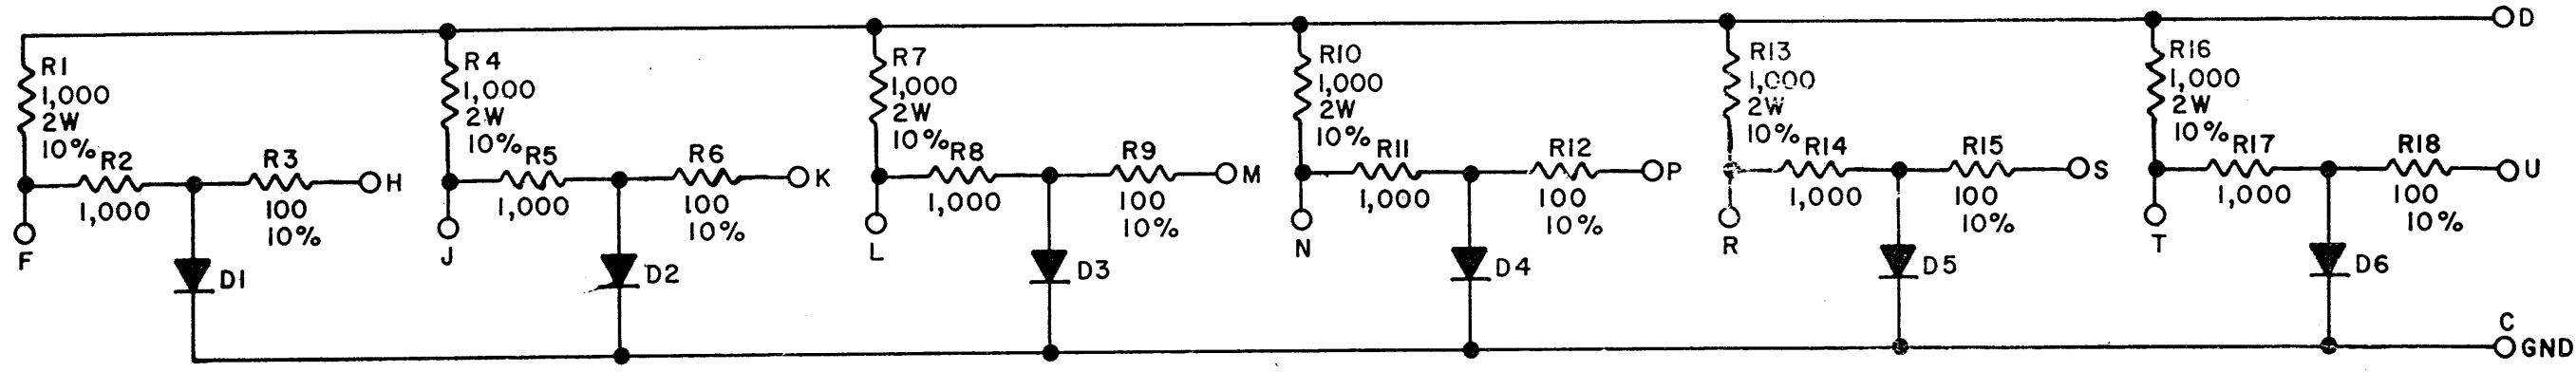 D
R1
1,000
2W
10%
R2
1,000
R3
100
10%
H
F
D1
R4
1,000
2W
10%
R5
1,000
R6
100
10%
K
J
D2
R7
1,000
2W
10%
R8
1,000
R9
100
10%
M
L
D3
R10
1,000
2W
10%
R11
1,000
R12
100
10%
P
N
D4
R13
1,000
2W
10%
R14
1,000
R15
100
10%
S
R
D5
R16
1,000
2W
10%
R17
1,000
R18
100
10%
U
T
D6
C
GND